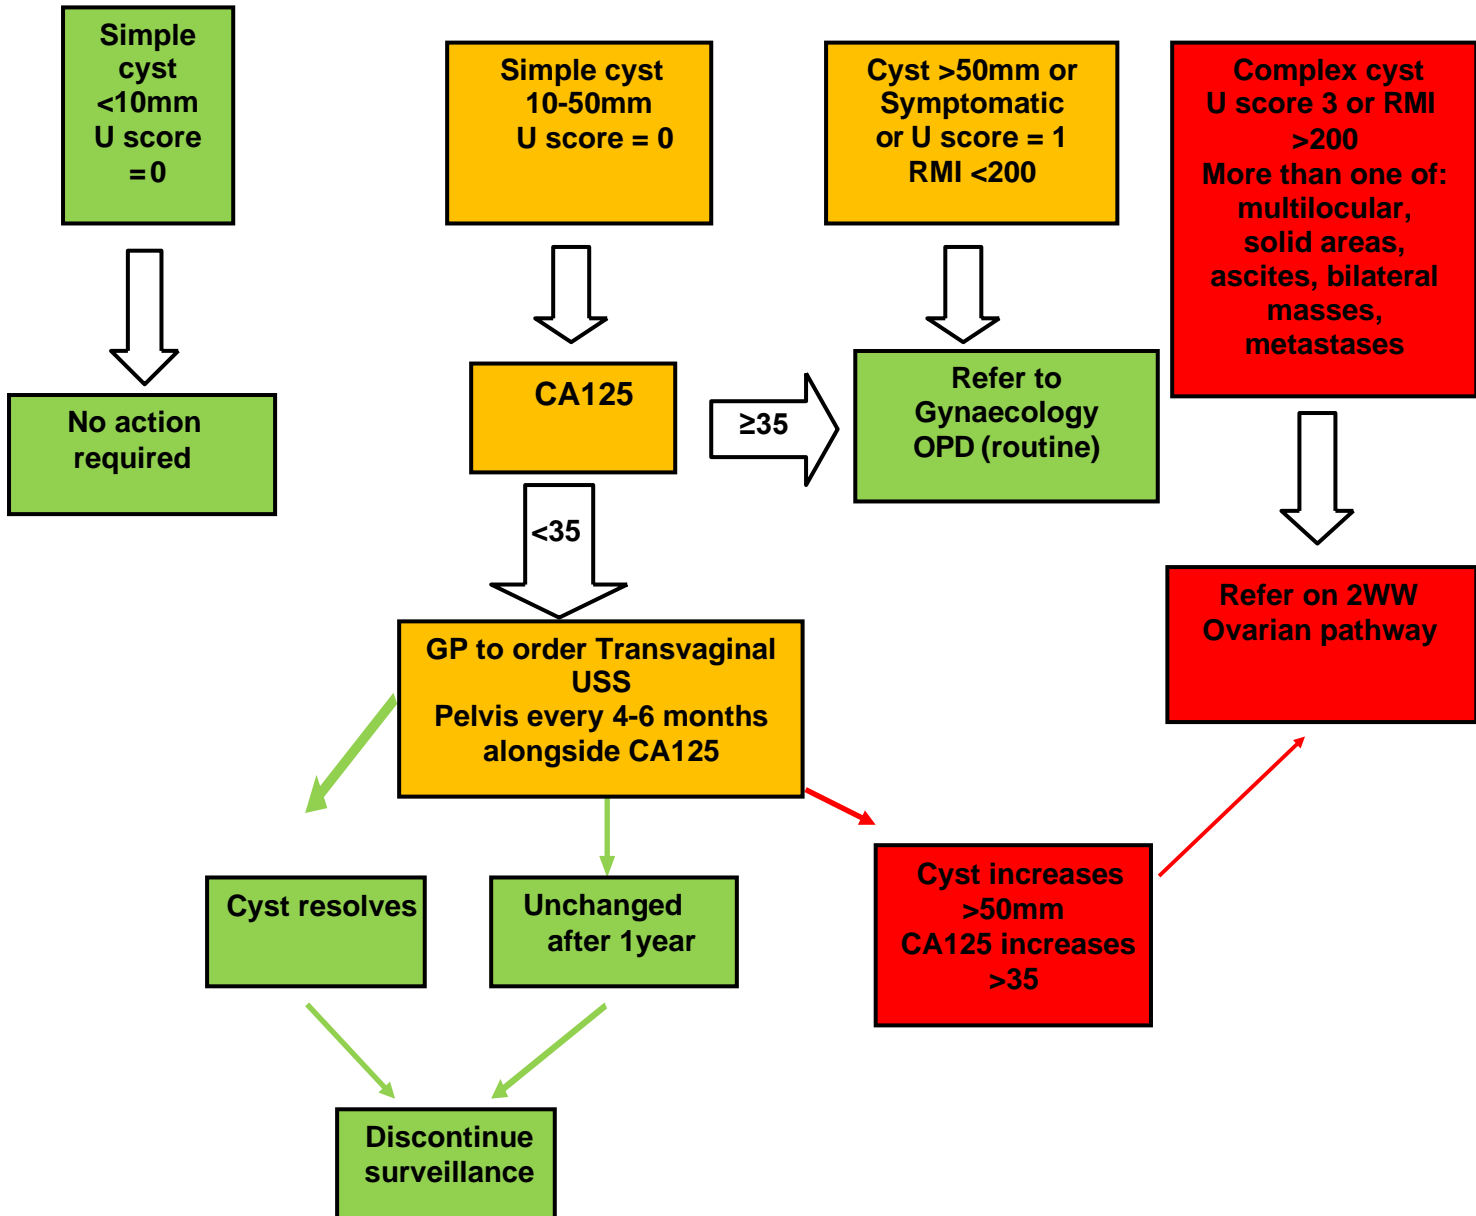 Simple
cyst
<10mm
U score
=0
Simple cyst
10-50mm
U score = 0
Cyst >50mm or
Symptomatic
or U score = 1
RMI <200
Complex cyst
U score 3 or RMI
>200
More than one of:
multilocular,
solid areas,
ascites, bilateral
masses,
metastases
No action
required
CA125
≥35
Refer to
Gynaecology
OPD (routine)
<35
Refer on 2WW
Ovarian pathway
GP to order Transvaginal
USS
Pelvis every 4-6 months
alongside CA125
Cyst resolves
Unchanged
after 1year
Cyst increases
>50mm
CA125 increases
>35
Discontinue
surveillance